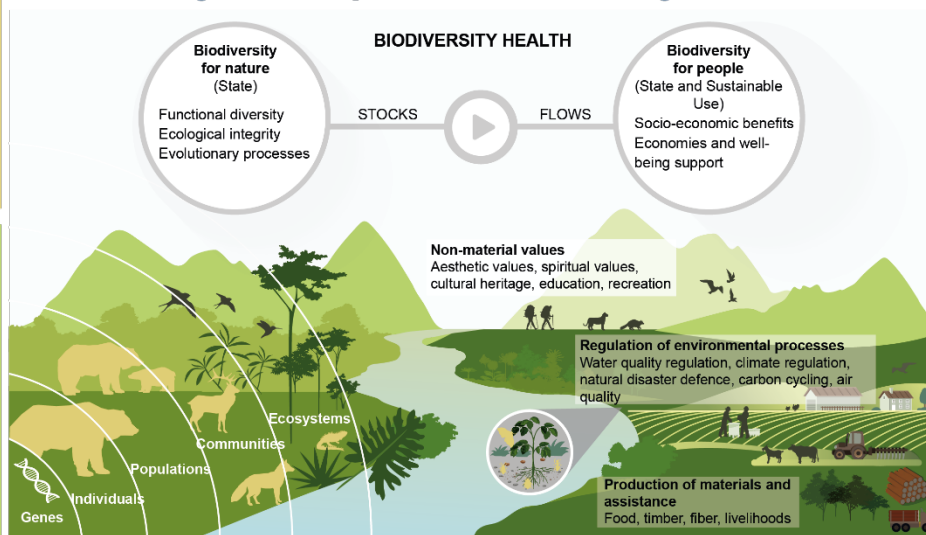 BIODIVERSITY HEALTH
Biodiversity
for nature
(State)
Functional diversity
Ecological integrity
Evolutionary processes
STOCKS
FLOWS
Biodiversity
for people
(State and Sustainable
Use)
Socio-economic benefits
Economies and well-
being support
Non-material values
Aesthetic values, spiritual values,
cultural heritage, education, recreation
Regulation of environmental processes
Water quality regulation, climate regulation,
natural disaster defence, carbon cycling, air
quality
Ecosystems
Communities
Populations
Individuals
Genes
Production of materials and
assistance
Food, timber, fiber, livelihoods